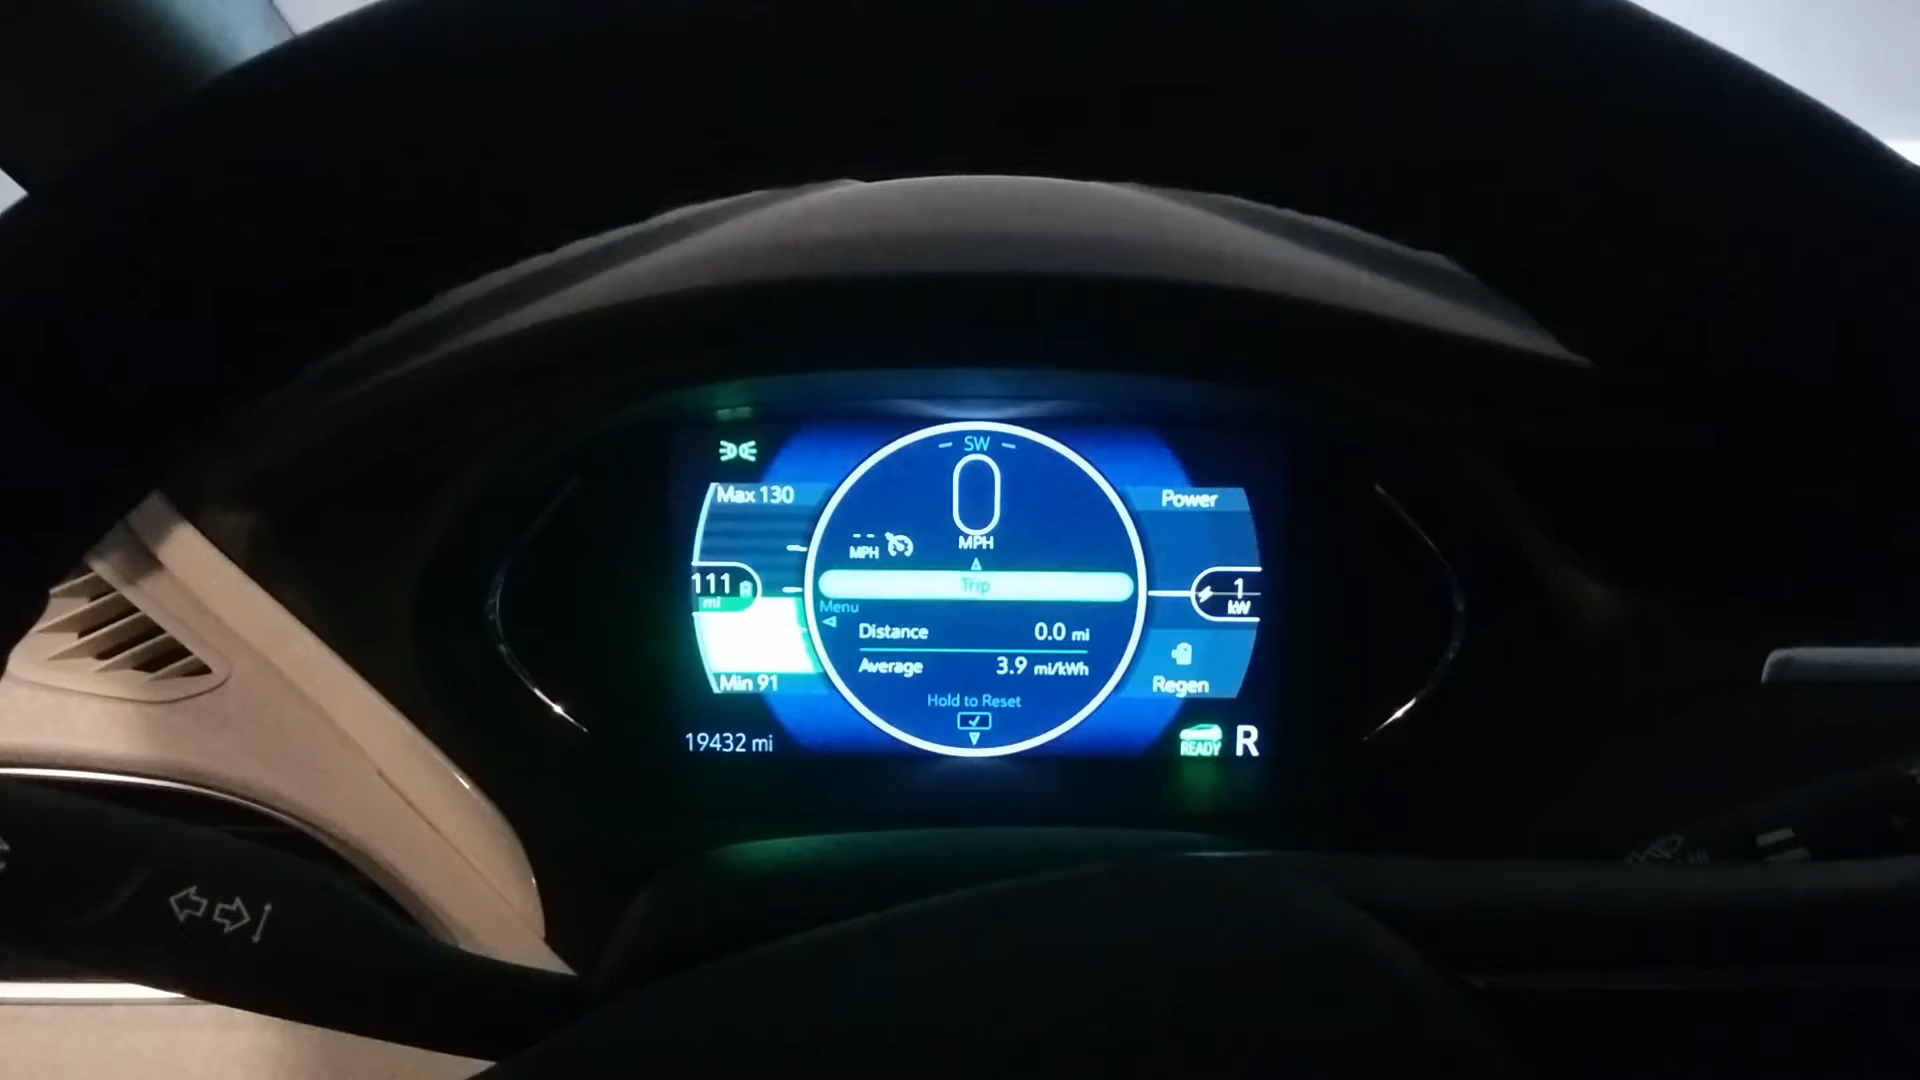 SW
Max 130
Power
0
MPH
-- MPH
111 mi
Trip
1 kW
Menu
Distance 0.0 mi
Average 3.9 mi/kWh
Min 91
Regen
Hold to Reset
19432 mi
READY R